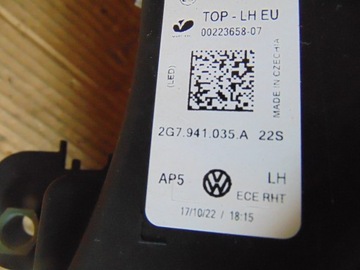 TOP - LH EU
00223658-07
(LED)
MADE IN CZECHIA
2G7.941.035.A 22S
AP5 LH
ECE RHT
17/10/22 / 18:15